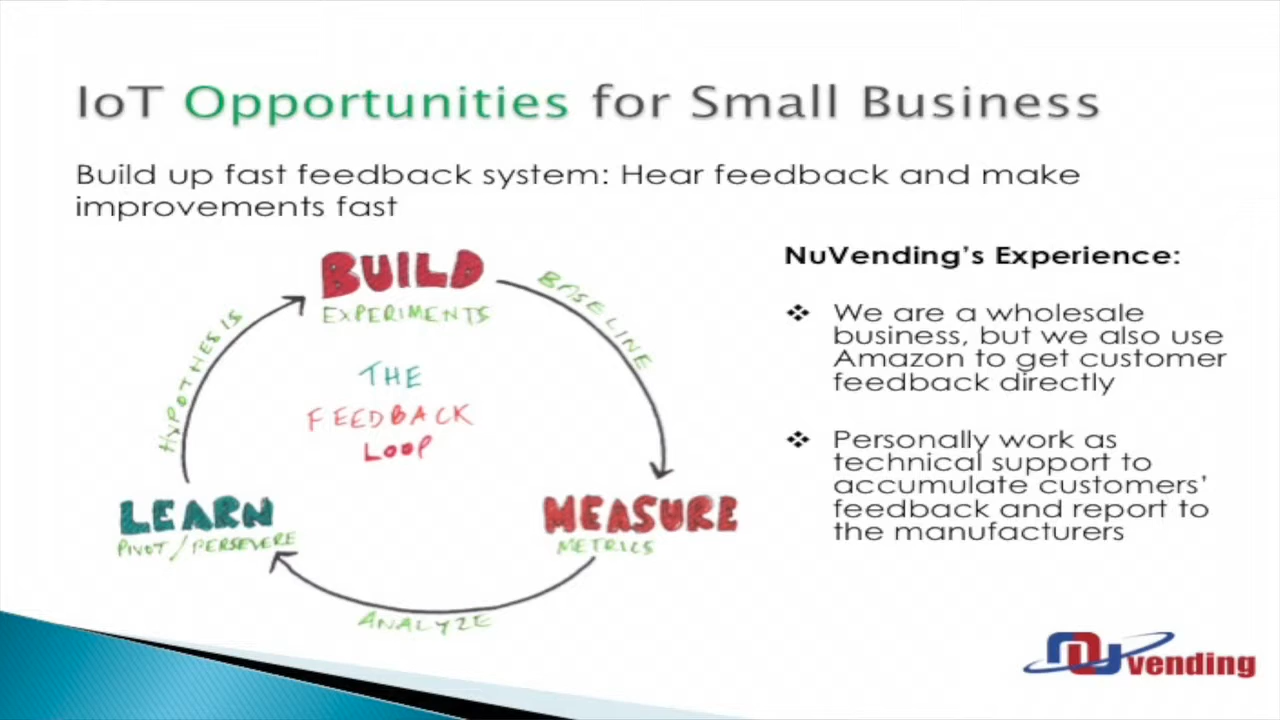 IoT Opportunities for Small Business
Build up fast feedback system: Hear feedback and make
improvements fast
BUILD
EXPERIMENTS
BASELINE
HYPOTHESIS
THE
FEEDBACK
LOOP
LEARN
PIVOT/PERSEVERE
MEASURE
METRICS
ANALYZE
NuVending's Experience:
❖ We are a wholesale
business, but we also use
Amazon to get customer
feedback directly
❖ Personally work as
technical support to
accumulate customers'
feedback and report to
the manufacturers
NU vending